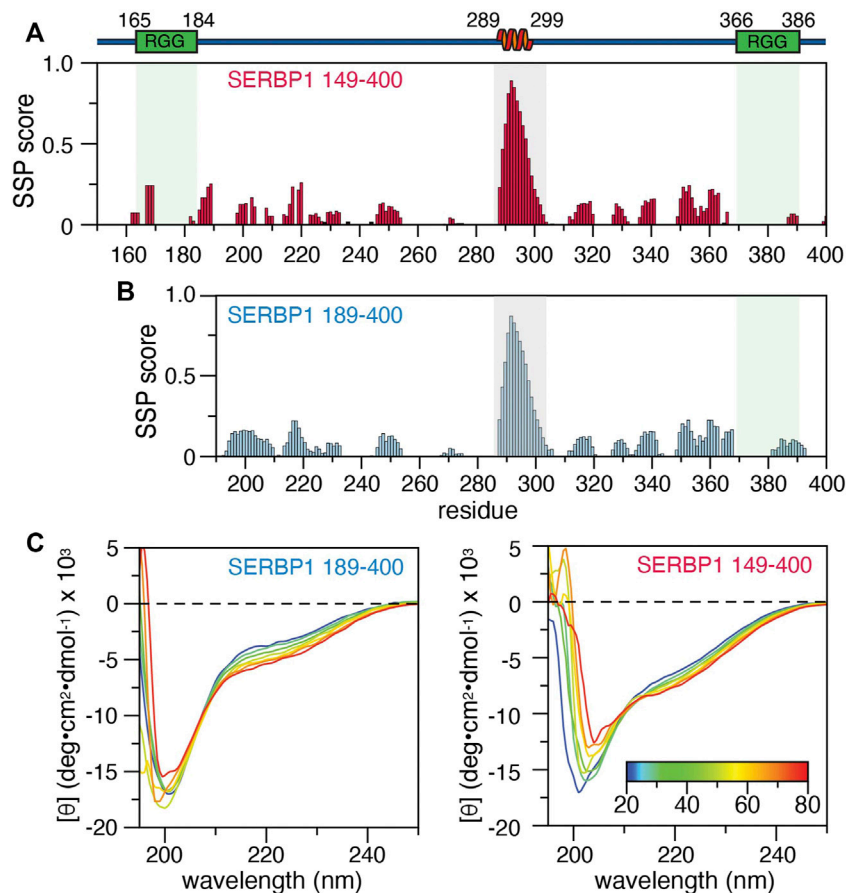 A
165 184 289 299 366 386
RGG RGG
SERBP1 149-400
SSP score
1.0
0.5
0
160 180 200 220 240 260 280 300 320 340 360 380 400
B
SERBP1 189-400
SSP score
1.0
0.5
0
200 220 240 260 280 300 320 340 360 380 400
residue
C
SERBP1 189-400
[θ] (deg•cm²•dmol⁻¹) x 10³
5
0
-5
-10
-15
-20
200 220 240
wavelength (nm)
SERBP1 149-400
[θ] (deg•cm²•dmol⁻¹) x 10³
5
0
-5
-10
-15
-20
20 40 60 80
200 220 240
wavelength (nm)